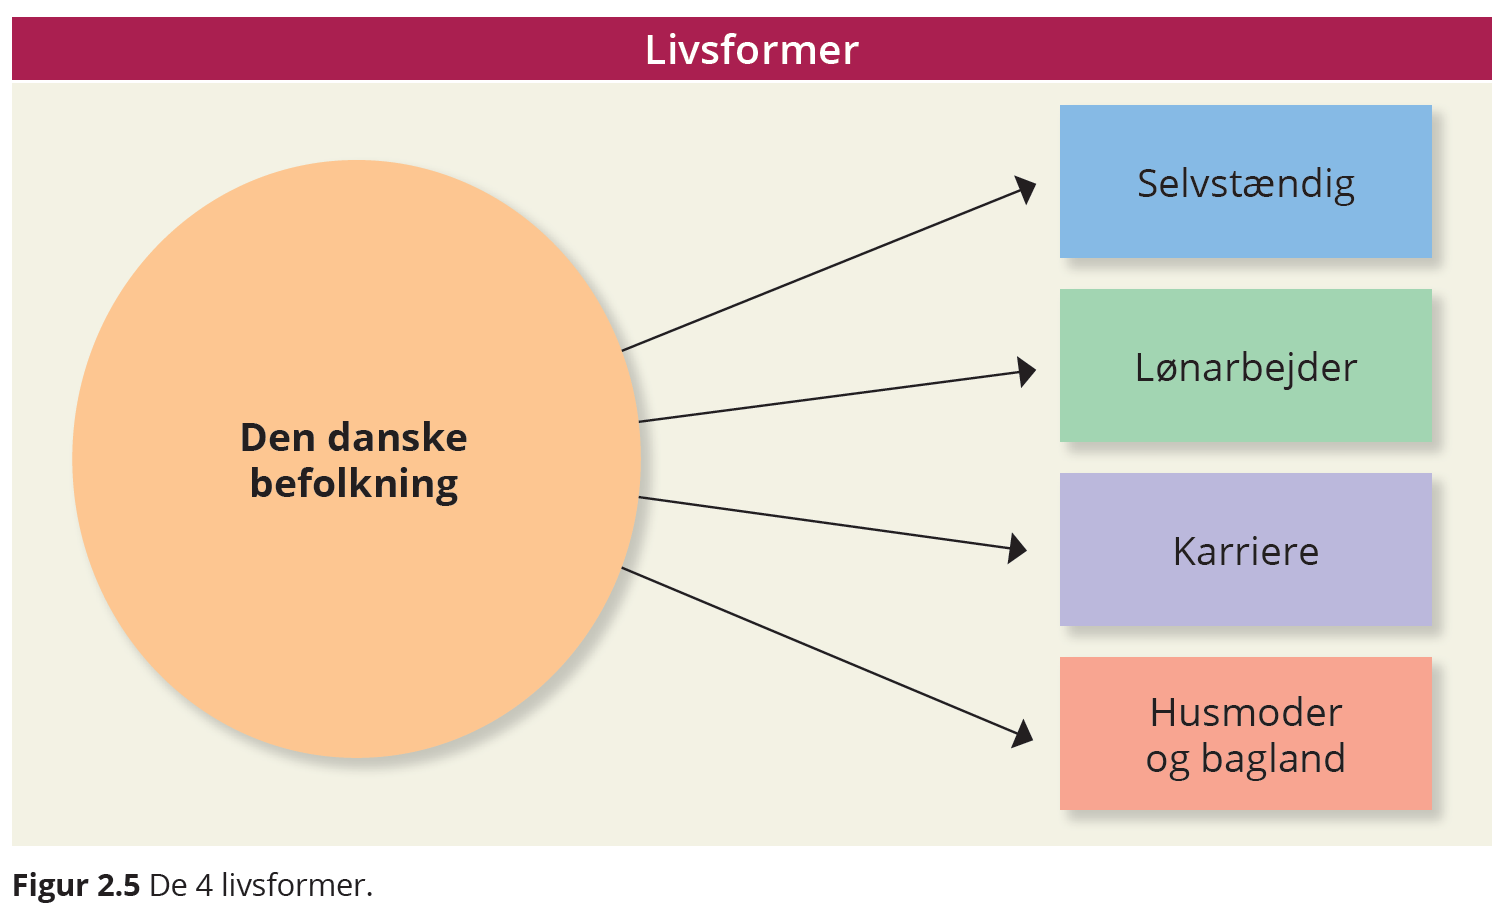 Livsformer
Den danske
befolkning
Selvstændig
Lønarbejder
Karriere
Husmoder
og bagland
Figur 2.5 De 4 livsformer.